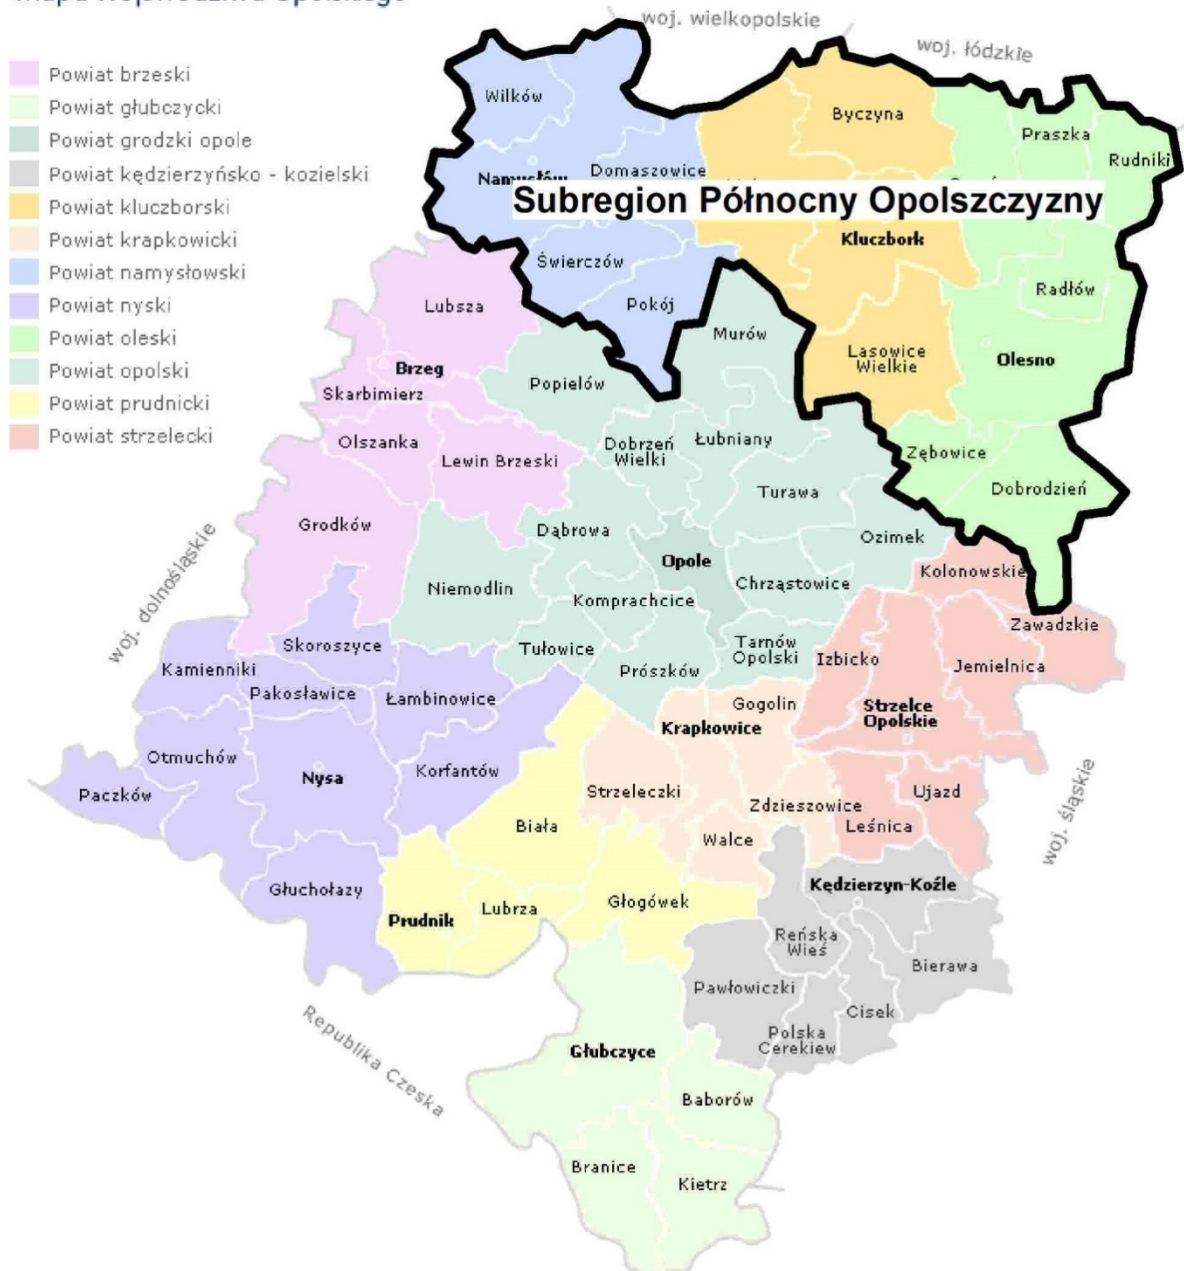 woj. wielkopolskie
woj. łódzkie
Powiat brzeski
Powiat głubczycki
Powiat grodzki opole
Powiat kędzierzyńsko - kozielski
Powiat kluczborski
Powiat krapkowicki
Powiat namysłowski
Powiat nyski
Powiat oleski
Powiat opolski
Powiat prudnicki
Powiat strzelecki
Wilków
Byczyna
Praszka
Rudniki
Domaszowice
Subregion Północny Opolszczyzny
Kluczbork
Świerczów
Pokój
Radłów
Lubsza
Murów
Olesno
Lasowice
Wielkie
Brzeg
Popielów
Skarbimierz
Olszanka
Lewin Brzeski
Dobrzeń
Wielki
Łubniany
Zębowice
Dobrodzień
Turawa
Grodków
Dąbrowa
Ozimek
Opole
Kolonowskie
Niemodlin
Chrząstowice
Komprachcice
woj. dolnośląskie
Zawadzkie
Skoroszyce
Tułowice
Tarnów
Opolski
Izbicko
Jemielnica
Kamienniki
Prószków
Pakosławice
Łambinowice
Gogolin
Strzelce
Opolskie
Krapkowice
Otmuchów
Nysa
Korfantów
Paczków
Strzeleczki
Zdzieszowice
Ujazd
Leśnica
woj. śląskie
Biała
Walce
Głuchołazy
Kędzierzyn-Koźle
Prudnik
Lubrza
Głogówek
Reńska
Wieś
Bierawa
Pawłowiczki
Cisek
Polska
Cerekiew
Republika Czeska
Głubczyce
Baborów
Branice
Kietrz